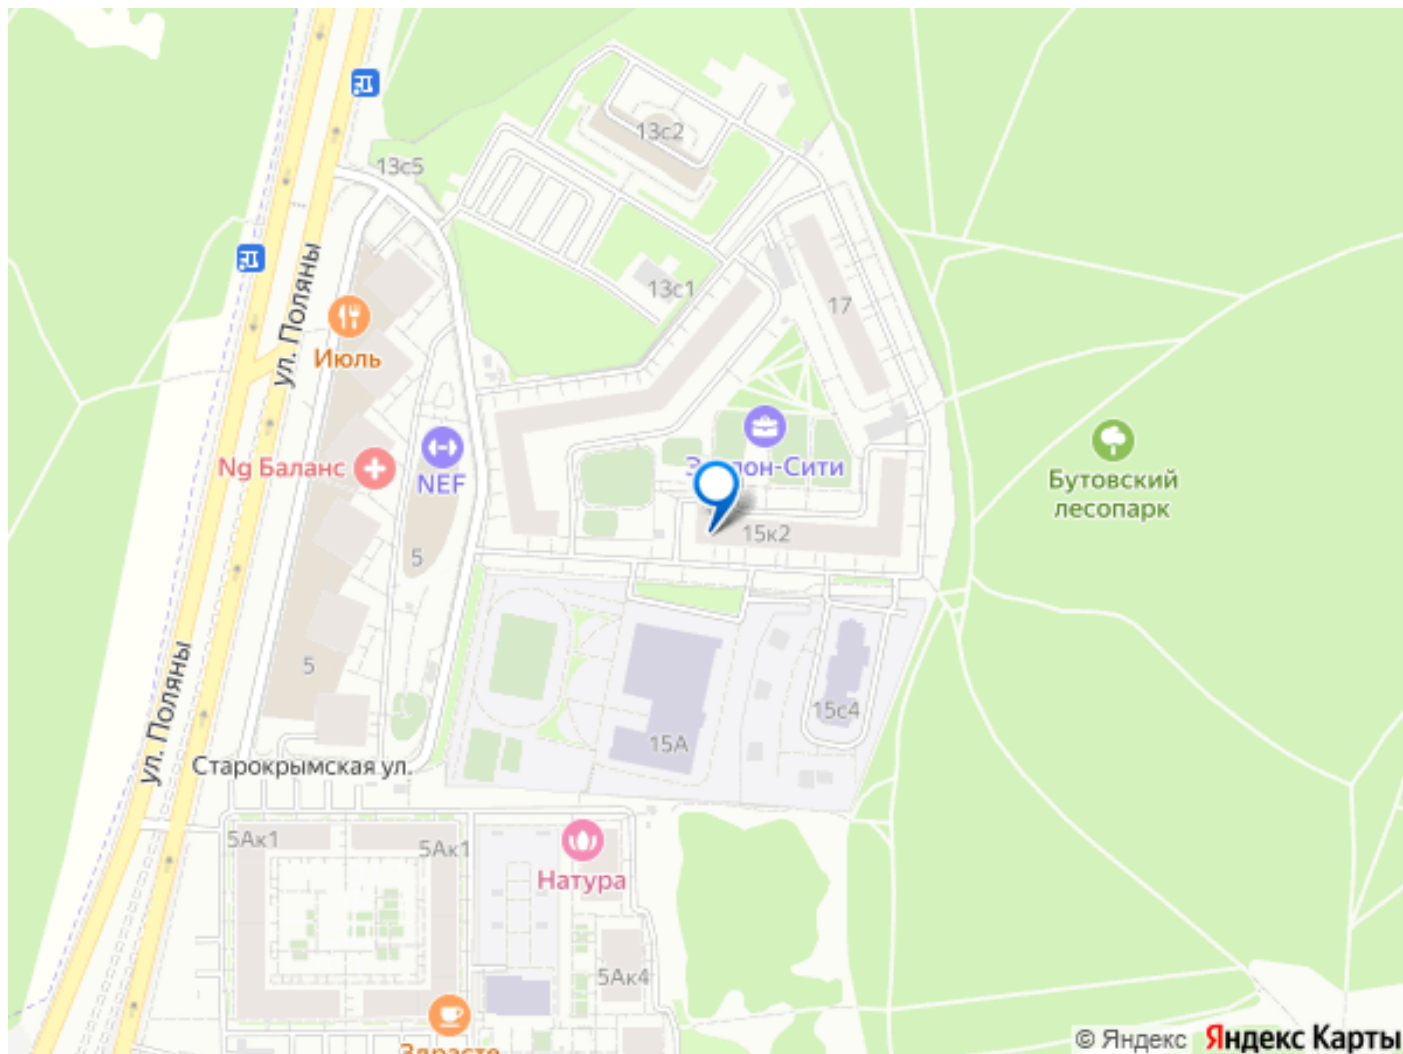 13с2
13с5
13с1
17
ул. Поляны
Июль
Ng Баланс
NEF
5
15к2
Бутовский
лесопарк
5
ул. Поляны
15с4
15А
Старокрымская ул.
5Ак1
5Ак1
Натура
5Ак4
© Яндекс Яндекс Карты